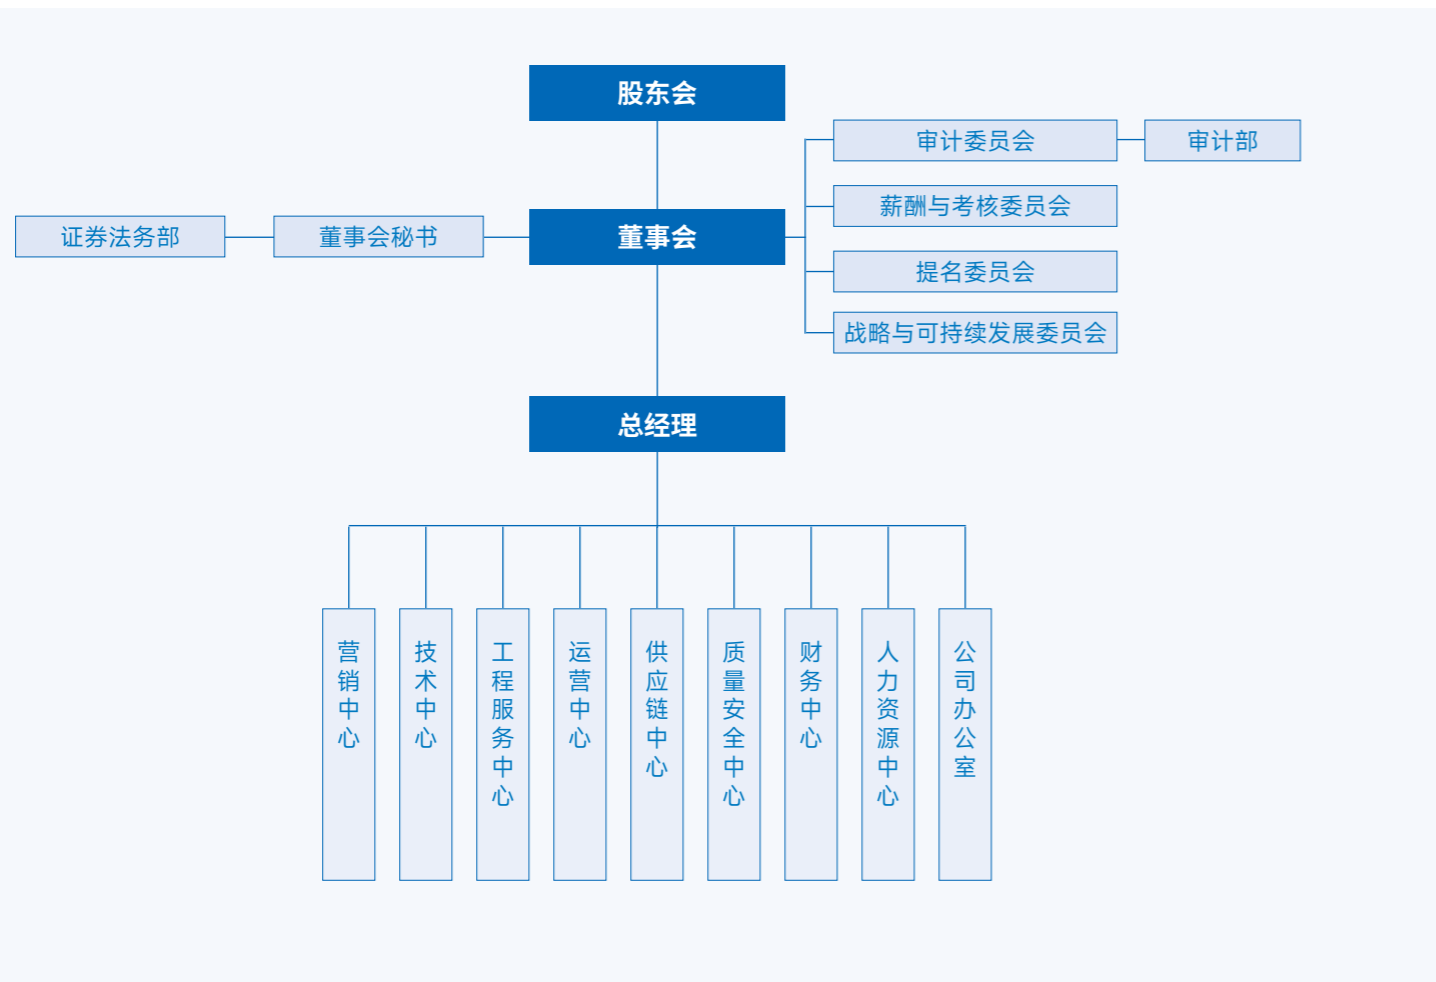 股东会
审计委员会
审计部
薪酬与考核委员会
证券法务部
董事会秘书
董事会
提名委员会
战略与可持续发展委员会
总经理
营销中心
技术中心
工程服务中心
运营中心
供应链中心
质量安全中心
财务中心
人力资源中心
公司办公室